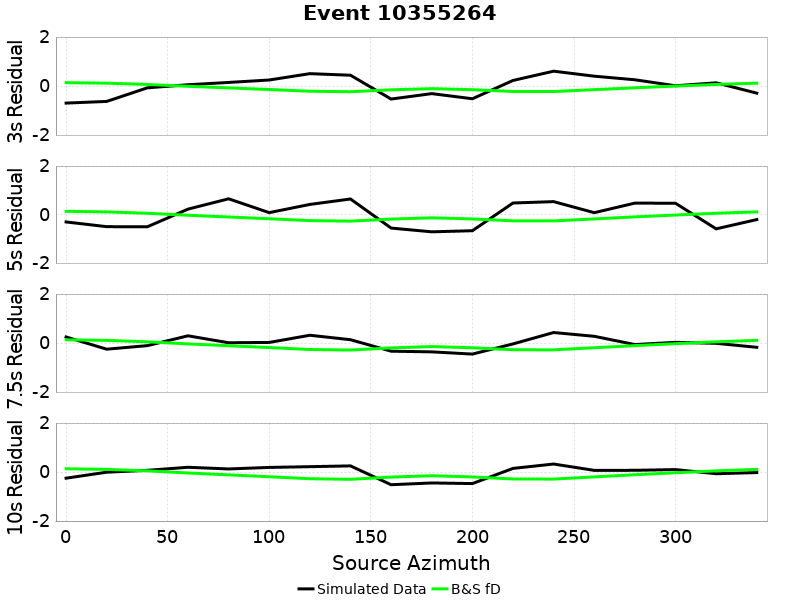 Event 10355264
3s Residual
2
0
-2
5s Residual
2
0
-2
7.5s Residual
2
0
-2
10s Residual
2
0
-2
0 50 100 150 200 250 300
Source Azimuth
Simulated Data B&S fD